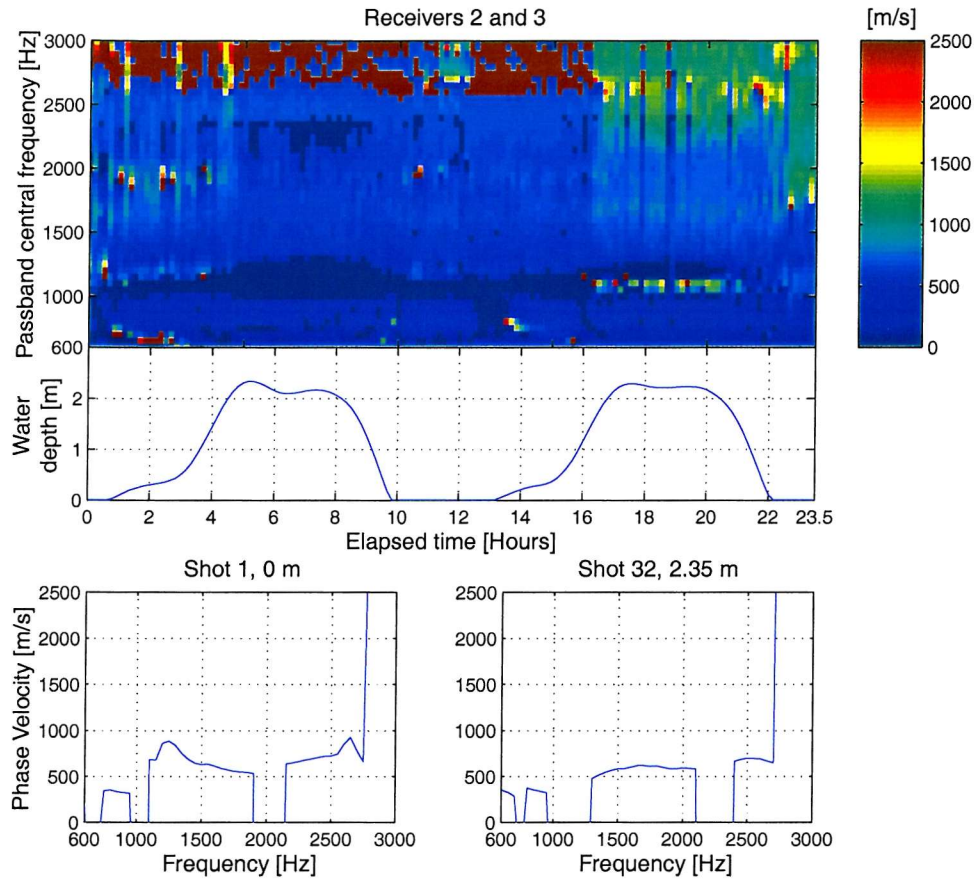 Receivers 2 and 3
[m/s]
Passband central frequency [Hz]
3000
2500
2000
1500
1000
600
2500
2000
1500
1000
500
0
Water
depth [m]
2
1
0
0 2 4 6 8 10 12 14 16 18 20 22 23.5
Elapsed time [Hours]
Shot 1, 0 m
Shot 32, 2.35 m
Phase Velocity [m/s]
2500
2000
1500
1000
500
0
600 1000 1500 2000 2500 3000
Frequency [Hz]
2500
2000
1500
1000
500
0
600 1000 1500 2000 2500 3000
Frequency [Hz]